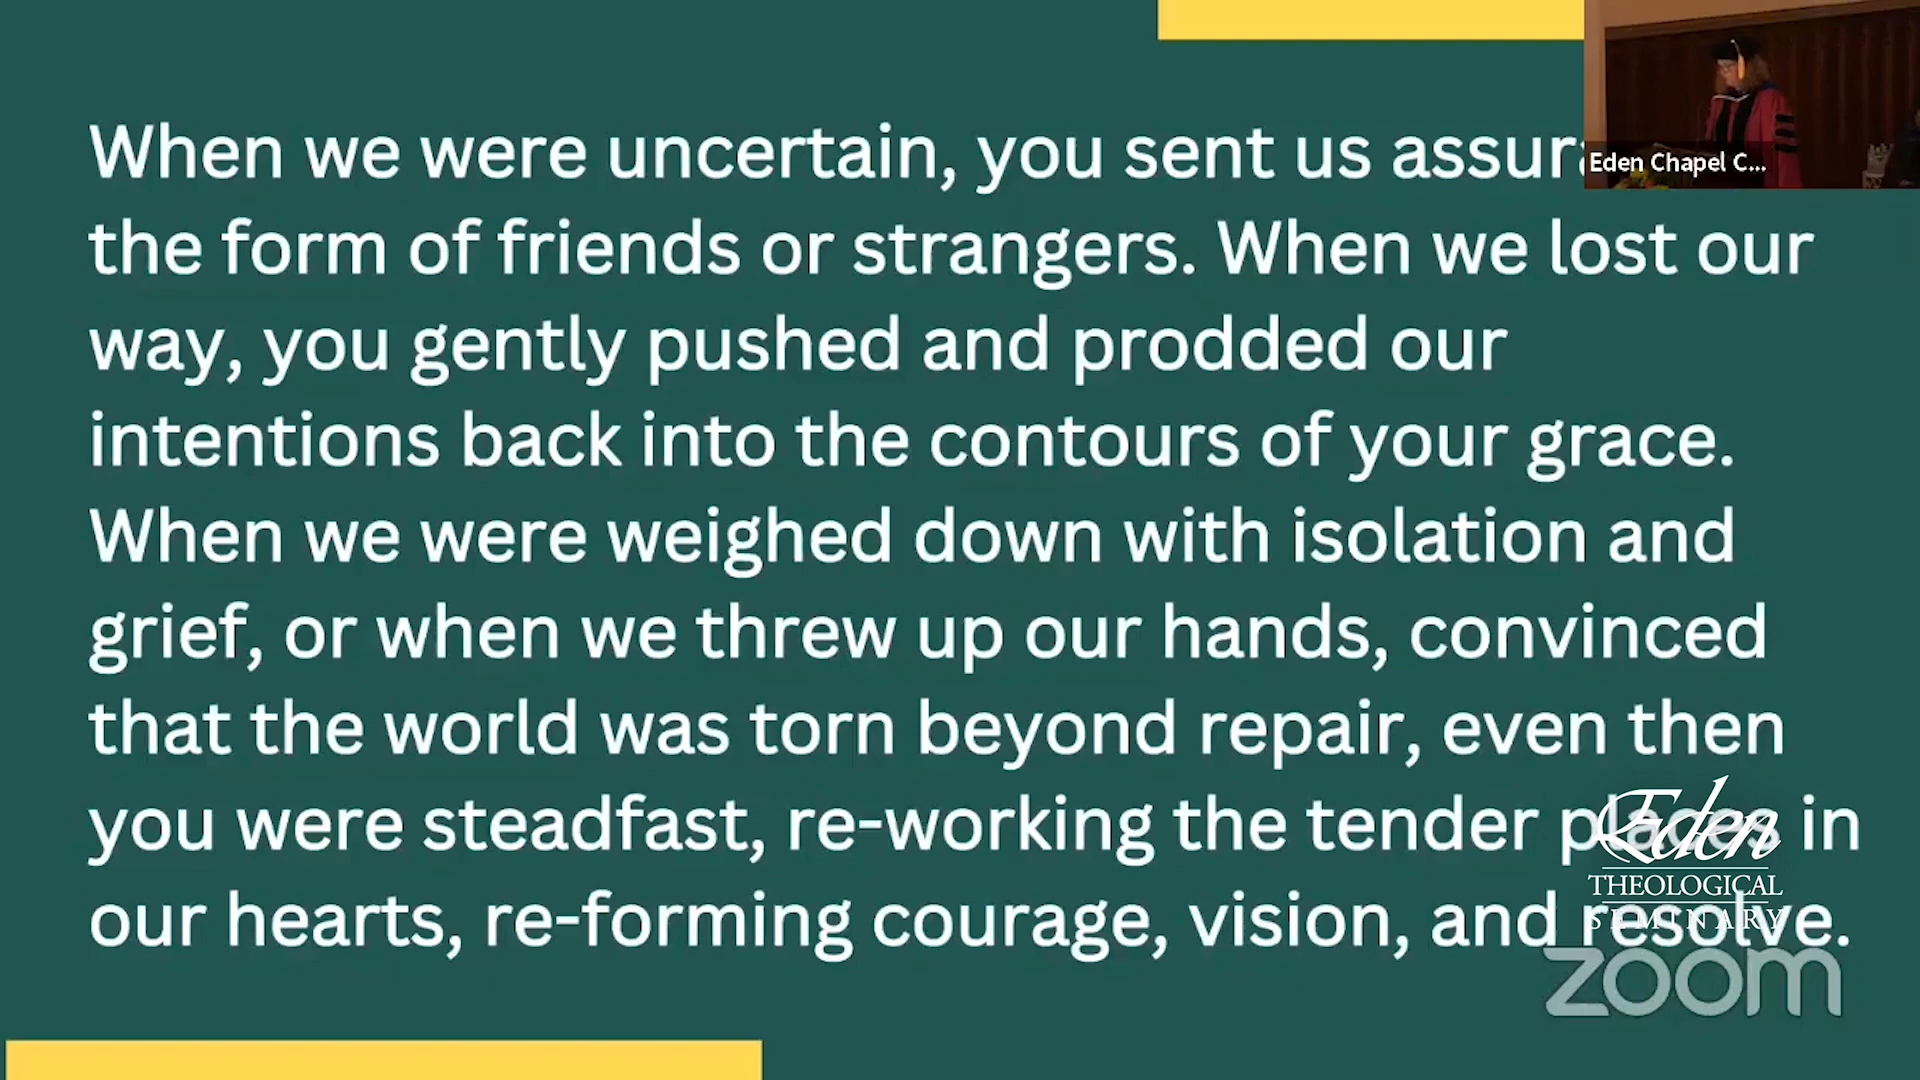 When we were uncertain, you sent us
the form of friends or strangers. When we lost our
way, you gently pushed and prodded our
intentions back into the contours of your grace.
When we were weighed down with isolation and
grief, or when we threw up our hands, convinced
that the world was torn beyond repair, even then
you were steadfast, re-working the tender places in
our hearts, re-forming courage, vision, and resolve.
Eden Chapel C...
Eden
THEOLOGICAL
SEMINARY
zoom